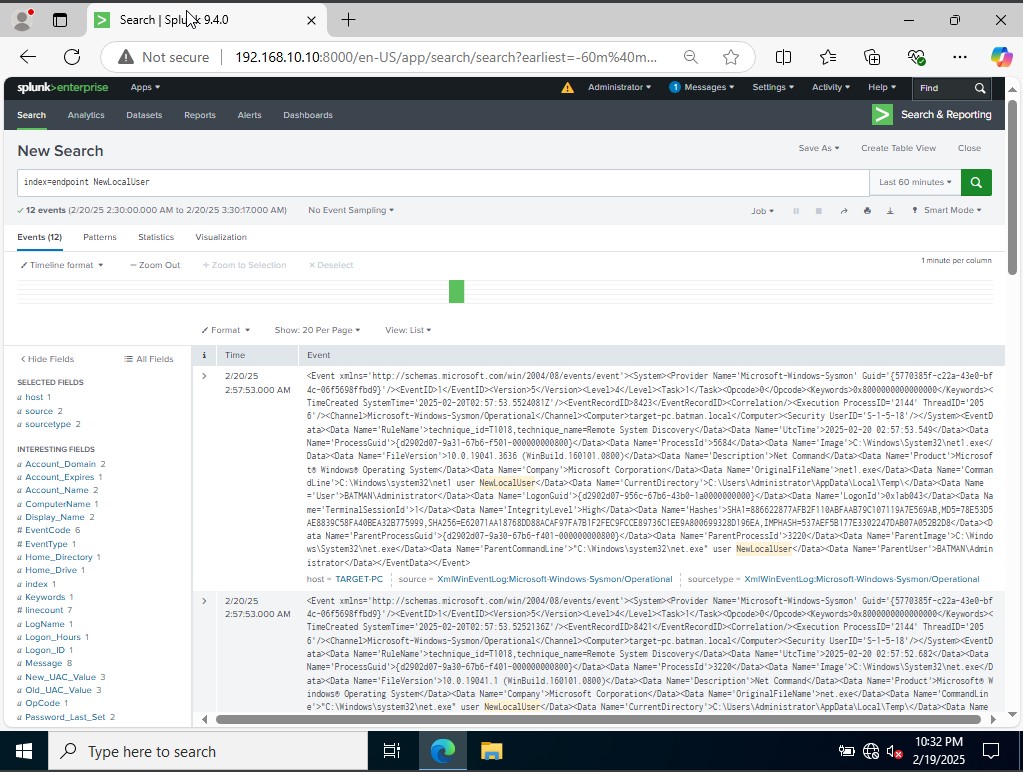 Search | Splunk 9.4.0
Not secure
192.168.10.10:8000/en-US/app/search/search?earliest=-60m%40m...
splunk>enterprise Apps Administrator 1 Messages Settings Activity Help Find
Search Analytics Datasets Reports Alerts Dashboards Search & Reporting
New Search Save As Create Table View Close
index=endpoint NewLocalUser Last 60 minutes
12 events (2/20/25 2:30:00.000 AM to 2/20/25 3:30:17.000 AM) No Event Sampling Job Smart Mode
Events (12) Patterns Statistics Visualization
Timeline format — Zoom Out + Zoom to Selection × Deselect 1 minute per column
Format Show: 20 Per Page View: List
< Hide Fields All Fields
i Time Event
SELECTED FIELDS
a host 1
a source 2
a sourcetype 2
INTERESTING FIELDS
a Account_Domain 2
a Account_Expires 1
a Account_Name 2
a ComputerName 1
a Display_Name 2
# EventCode 6
# EventType 1
a Home_Directory 1
a Home_Drive 1
a index 1
a Keywords 1
# linecount 7
a LogName 1
a Logon_Hours 1
a Logon_ID 1
a Message 8
a New_UAC_Value 3
a Old_UAC_Value 3
a OpCode 1
a Password_Last_Set 2
2/20/25
2:57:53.000 AM
<Event xmlns='http://schemas.microsoft.com/win/2004/08/events/event'><System><Provider Name='Microsoft-Windows-Sysmon' Guid='{5770385f-c22a-43e0-bf
4c-06f5698ffbd9}'/><EventID>1</EventID><Version>5</Version><Level>4</Level><Task>1</Task><Opcode>0</Opcode><Keywords>0x8000000000000000</Keywords><
TimeCreated SystemTime='2025-02-20T02:57:53.5524081Z'/><EventRecordID>8423</EventRecordID><Correlation/><Execution ProcessID='2144' ThreadID='205
6'/><Channel>Microsoft-Windows-Sysmon/Operational</Channel><Computer>target-pc.batman.local</Computer><Security UserID='S-1-5-18'/></System><EventD
ata><Data Name='RuleName'>technique_id=T1018,technique_name=Remote System Discovery</Data><Data Name='UtcTime'>2025-02-20 02:57:53.549</Data><Data
Name='ProcessGuid'>{d2902d07-9a31-67b6-f501-000000000800}</Data><Data Name='ProcessId'>5684</Data><Data Name='Image'>C:\Windows\System32\net1.exe</
Data><Data Name='FileVersion'>10.0.19041.3636 (WinBuild.160101.0800)</Data><Data Name='Description'>Net Command</Data><Data Name='Product'>Microsof
t® Windows® Operating System</Data><Data Name='Company'>Microsoft Corporation</Data><Data Name='OriginalFileName'>net1.exe</Data><Data Name='Comman
dLine'>C:\Windows\system32\net1 user NewLocalUser</Data><Data Name='CurrentDirectory'>C:\Users\Administrator\AppData\Local\Temp\</Data><Data Name
='User'>BATMAN\Administrator</Data><Data Name='LogonGuid'>{d2902d07-956c-67b6-43b0-1a0000000000}</Data><Data Name='LogonId'>0x1ab043</Data><Data Na
me='TerminalSessionId'>1</Data><Data Name='IntegrityLevel'>High</Data><Data Name='Hashes'>
ata Name='ParentProcessGuid'>{d2902d07-9a30-67b6-f401-000000000800}</Data><Data Name='ParentProcessId'>3220</Data><Data Name='ParentImage'>C:\Windo
ws\System32\net.exe</Data><Data Name='ParentCommandLine'>"C:\Windows\system32\net.exe" user NewLocalUser</Data><Data Name='ParentUser'>BATMAN\Admin
istrator</Data></EventData></Event>
host = TARGET-PC source = XmlWinEventLog:Microsoft-Windows-Sysmon/Operational sourcetype = XmlWinEventLog:Microsoft-Windows-Sysmon/Operational
2/20/25
2:57:53.000 AM
<Event xmlns='http://schemas.microsoft.com/win/2004/08/events/event'><System><Provider Name='Microsoft-Windows-Sysmon' Guid='{5770385f-c22a-43e0-bf
4c-06f5698ffbd9}'/><EventID>1</EventID><Version>5</Version><Level>4</Level><Task>1</Task><Opcode>0</Opcode><Keywords>0x8000000000000000</Keywords><
TimeCreated SystemTime='2025-02-20T02:57:53.5252136Z'/><EventRecordID>8421</EventRecordID><Correlation/><Execution ProcessID='2144' ThreadID='205
6'/><Channel>Microsoft-Windows-Sysmon/Operational</Channel><Computer>target-pc.batman.local</Computer><Security UserID='S-1-5-18'/></System><EventD
ata><Data Name='RuleName'>technique_id=T1018,technique_name=Remote System Discovery</Data><Data Name='UtcTime'>2025-02-20 02:57:52.682</Data><Data
Name='ProcessGuid'>{d2902d07-9a30-67b6-f401-000000000800}</Data><Data Name='ProcessId'>3220</Data><Data Name='Image'>C:\Windows\System32\net.exe</D
ata><Data Name='FileVersion'>10.0.19041.1 (WinBuild.160101.0800)</Data><Data Name='Description'>Net Command</Data><Data Name='Product'>Microsoft® W
indows® Operating System</Data><Data Name='Company'>Microsoft Corporation</Data><Data Name='OriginalFileName'>net.exe</Data><Data Name='CommandLin
e'>"C:\Windows\system32\net.exe" user NewLocalUser</Data><Data Name='CurrentDirectory'>C:\Users\Administrator\AppData\Local\Temp\</Data><Data Name=
Type here to search
10:32 PM
2/19/2025